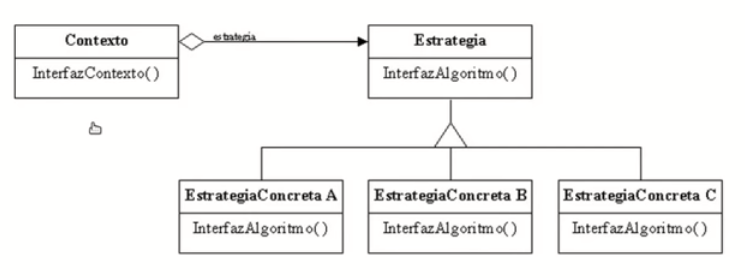 Contexto
estrategia
Estrategia
InterfazContexto()
InterfazAlgoritmo()
EstrategiaConcreta A
EstrategiaConcreta B
EstrategiaConcreta C
InterfazAlgoritmo()
InterfazAlgoritmo()
InterfazAlgoritmo()